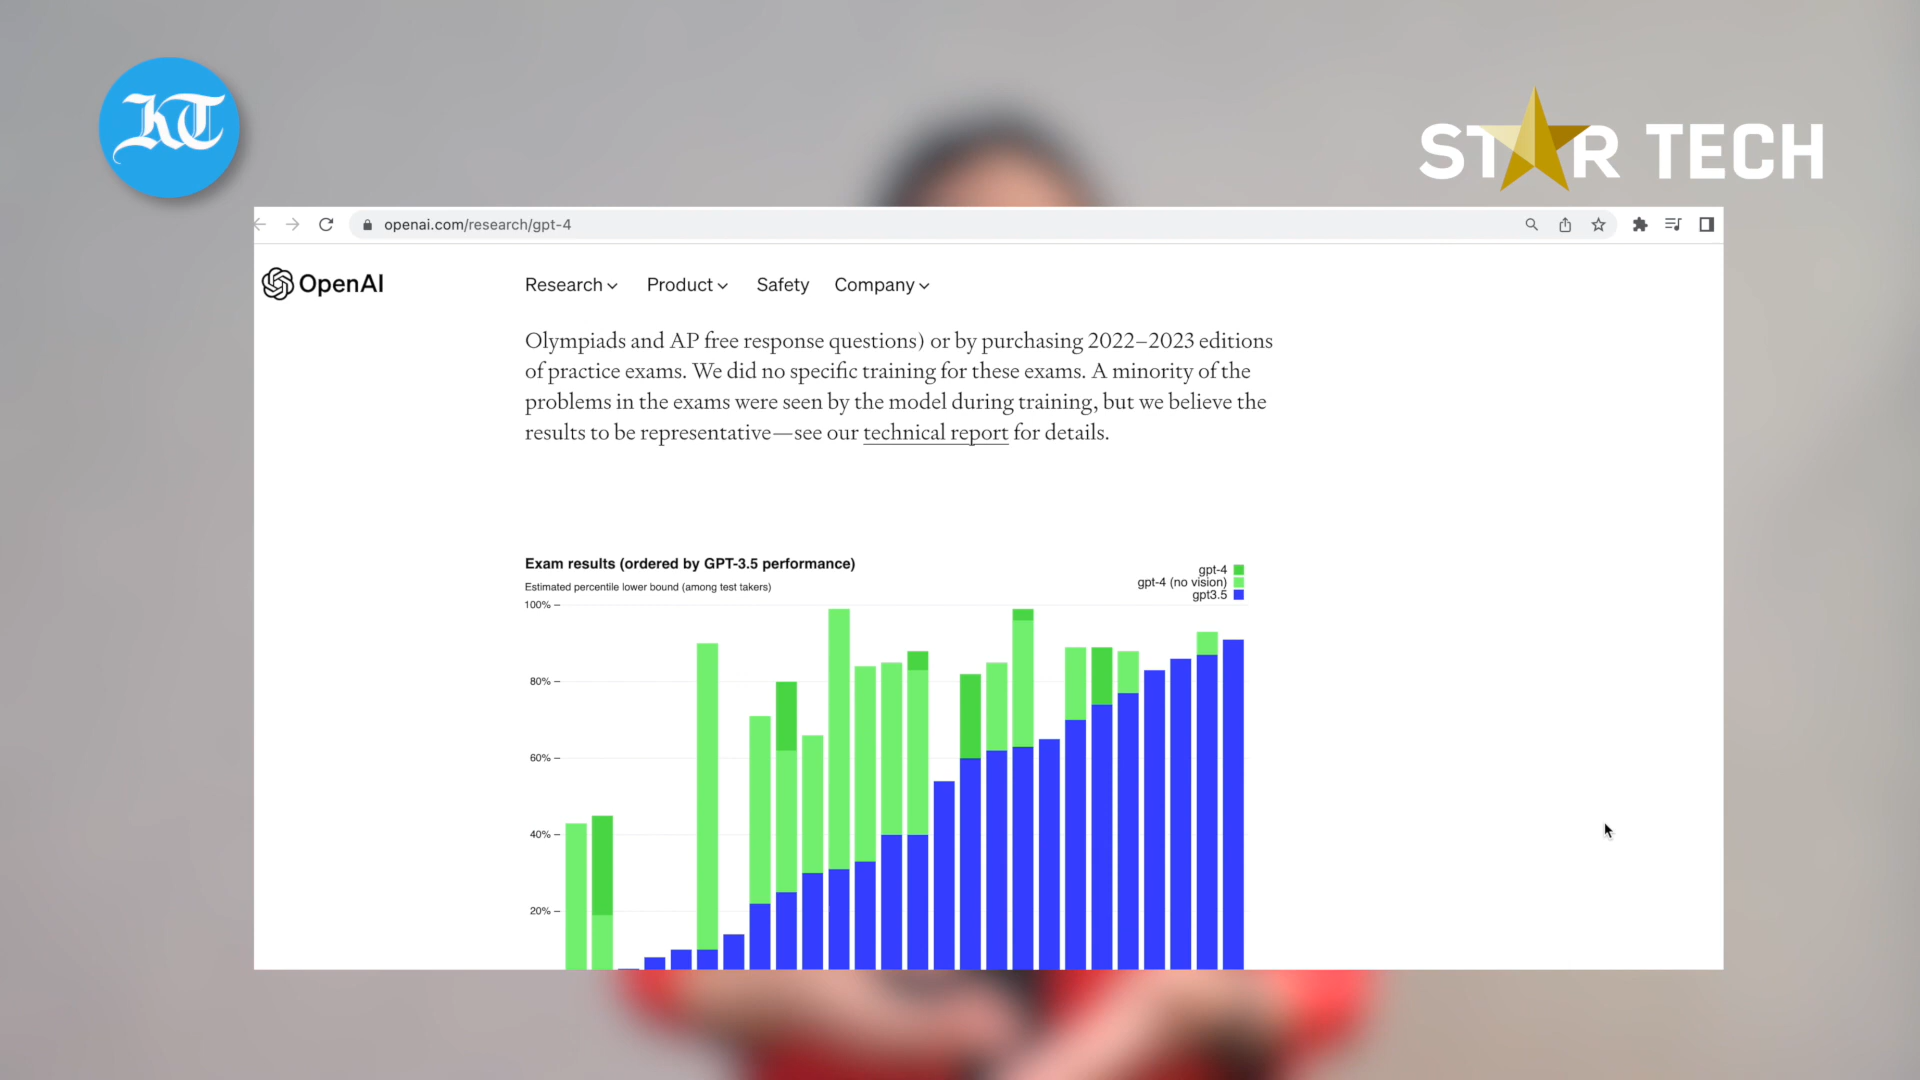 KT
STAR TECH
openai.com/research/gpt-4
OpenAI
Research Product Safety Company
Olympiads and AP free response questions) or by purchasing 2022–2023 editions
of practice exams. We did no specific training for these exams. A minority of the
problems in the exams were seen by the model during training, but we believe the
results to be representative—see our technical report for details.
Exam results (ordered by GPT-3.5 performance)
Estimated percentile lower bound (among test takers)
gpt-4
gpt-4 (no vision)
gpt3.5
100%
80%
60%
40%
20%